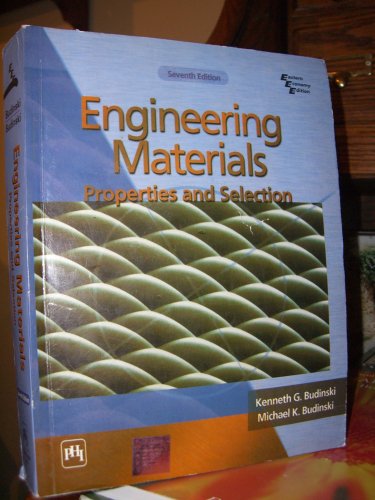 Seventh Edition
Eastern
Economy
Edition
Engineering
Materials
Properties and Selection
Kenneth G. Budinski
Michael K. Budinski
PHI
Budinski
Budinski
Engineering Materials